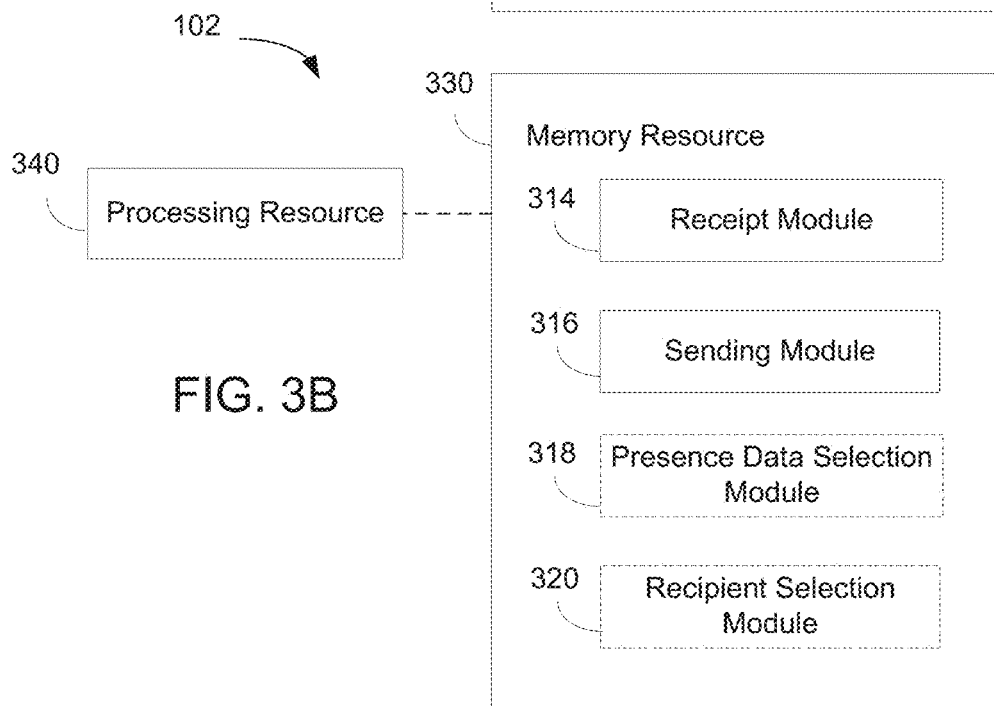 102
330
Memory Resource
340
Processing Resource
314
Receipt Module
316
Sending Module
FIG. 3B
318
Presence Data Selection
Module
320
Recipient Selection
Module